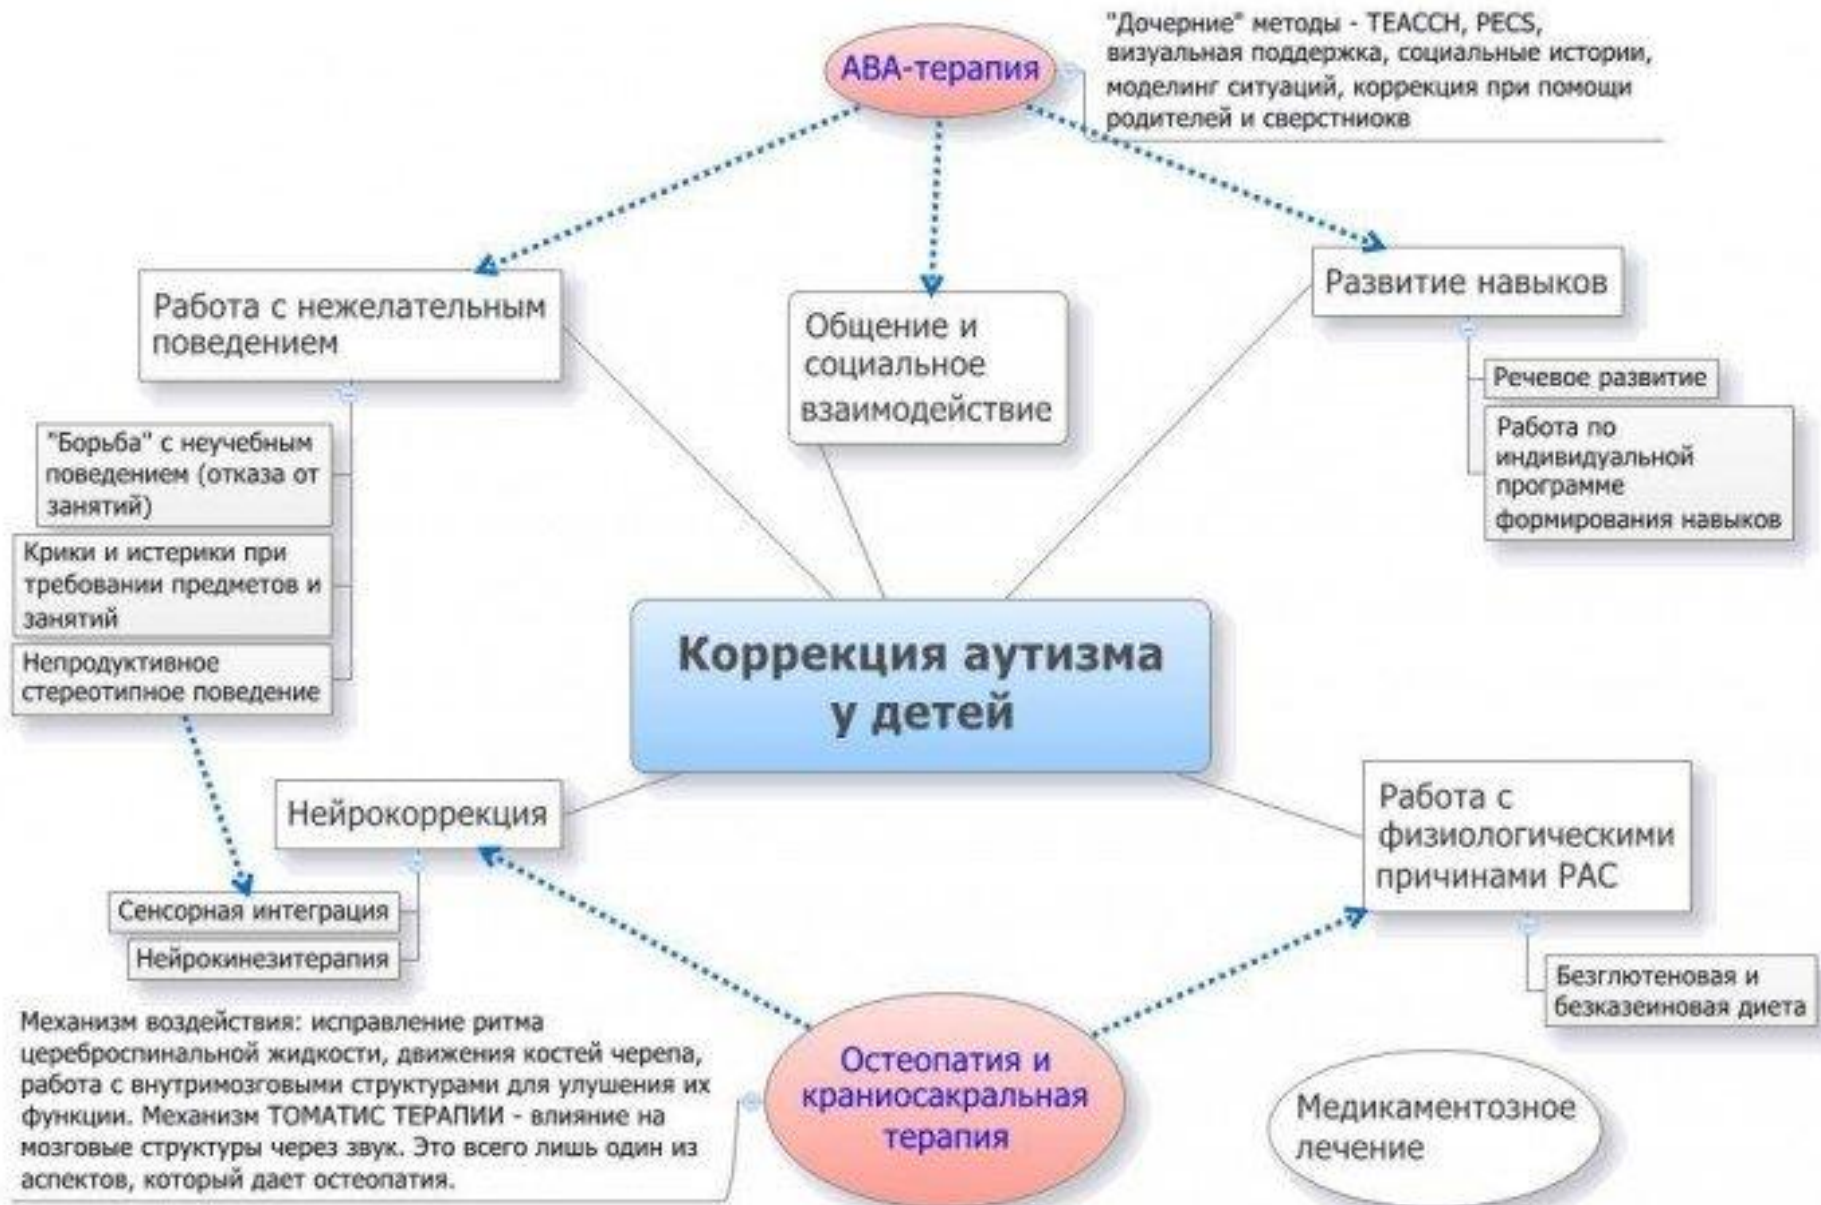 АВА-терапия
"Дочерние" методы - TEACCH, PECS,
визуальная поддержка, социальные истории,
моделинг ситуаций, коррекция при помощи
родителей и сверстниокв
Работа с нежелательным
поведением
Общение и
социальное
взаимодействие
Развитие навыков
"Борьба" с неучебным
поведением (отказа от
занятий)
Крики и истерики при
требовании предметов и
занятий
Непродуктивное
стереотипное поведение
Речевое развитие
Работа по
индивидуальной
программе
формирования навыков
Коррекция аутизма
у детей
Нейрокоррекция
Сенсорная интеграция
Нейрокинезитерапия
Работа с
физиологическими
причинами РАС
Безглютеновая и
безказеиновая диета
Механизм воздействия: исправление ритма
цереброспинальной жидкости, движения костей черепа,
работа с внутримозговыми структурами для улушения их
функции. Механизм ТОМАТИС ТЕРАПИИ - влияние на
мозговые структуры через звук. Это всего лишь один из
аспектов, который дает остеопатия.
Остеопатия и
краниосакральная
терапия
Медикаментозное
лечение